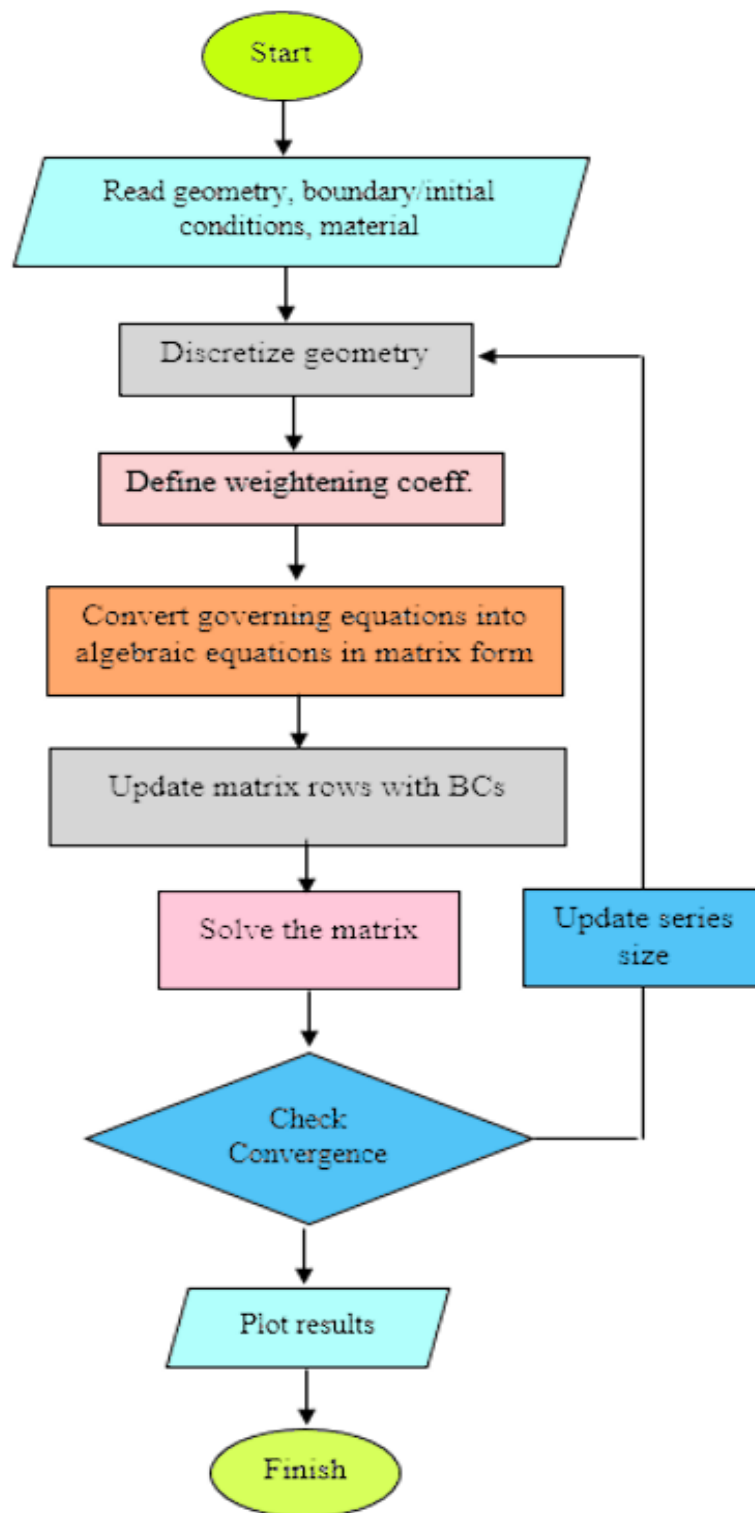 Start
Read geometry, boundary/initial
conditions, material
Discretize geometry
Define weightening coeff.
Convert governing equations into
algebraic equations in matrix form
Update matrix rows with BCs
Solve the matrix
Update series
size
Check
Convergence
Plot results
Finish